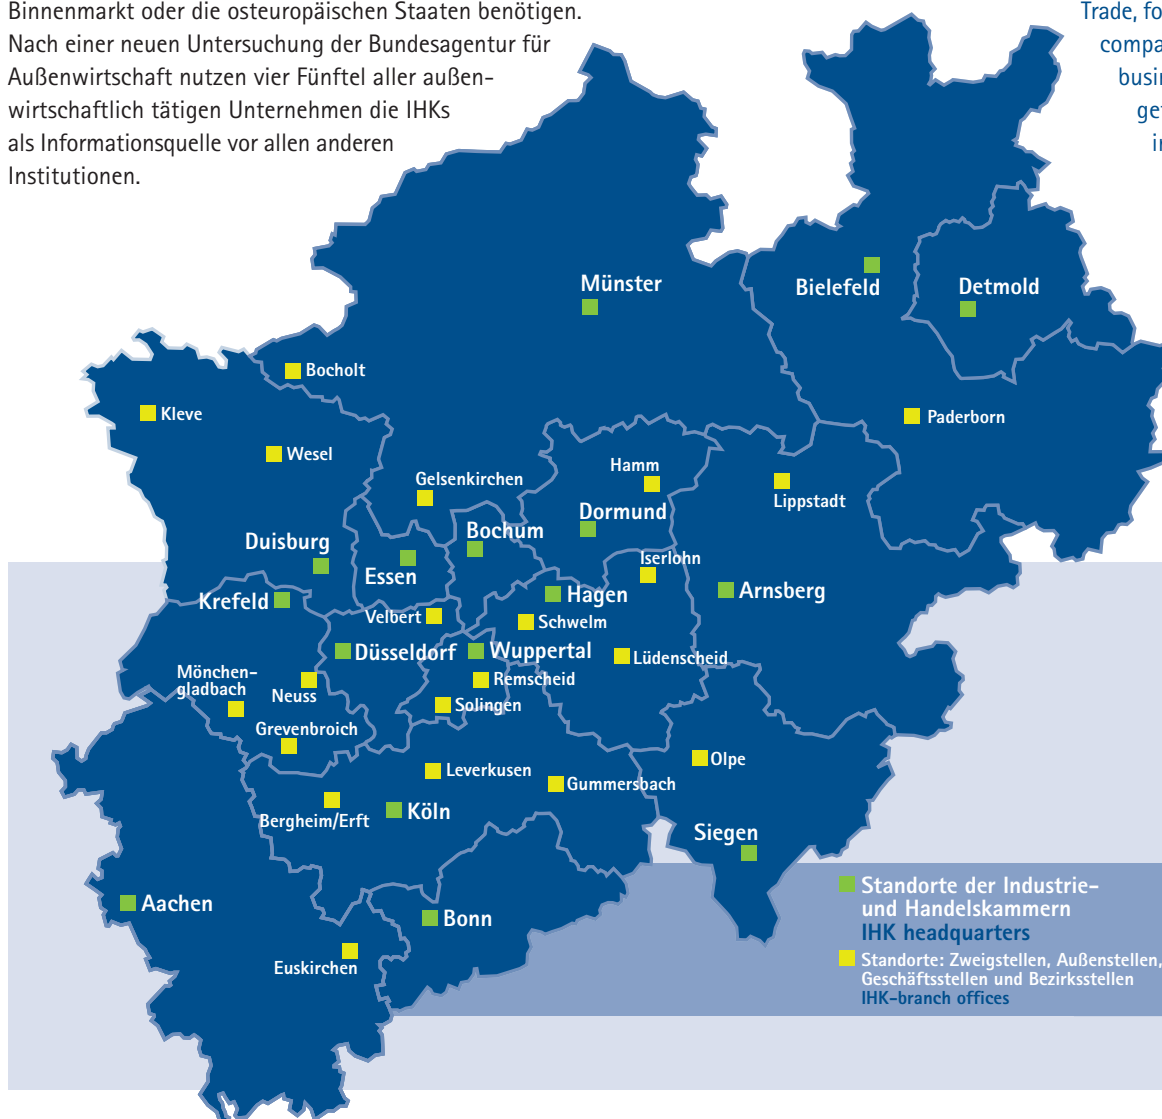 Binnenmarkt oder die osteuropäischen Staaten benötigen.
Nach einer neuen Untersuchung der Bundesagentur für
Außenwirtschaft nutzen vier Fünftel aller außen-
wirtschaftlich tätigen Unternehmen die IHKs
als Informationsquelle vor allen anderen
Institutionen.
Trade, fo
compa
busin
get
in
Münster
Bielefeld
Detmold
Bocholt
Kleve
Paderborn
Wesel
Hamm
Gelsenkirchen
Lippstadt
Dormund
Bochum
Duisburg
Iserlohn
Essen
Arnsberg
Hagen
Krefeld
Velbert
Schwelm
Düsseldorf
Wuppertal
Lüdenscheid
Mönchen-
gladbach
Remscheid
Neuss
Solingen
Grevenbroich
Olpe
Leverkusen
Gummersbach
Köln
Bergheim/Erft
Siegen
Aachen
Bonn
Euskirchen
Standorte der Industrie-
und Handelskammern
IHK headquarters
Standorte: Zweigstellen, Außenstellen,
Geschäftsstellen und Bezirksstellen
IHK-branch offices